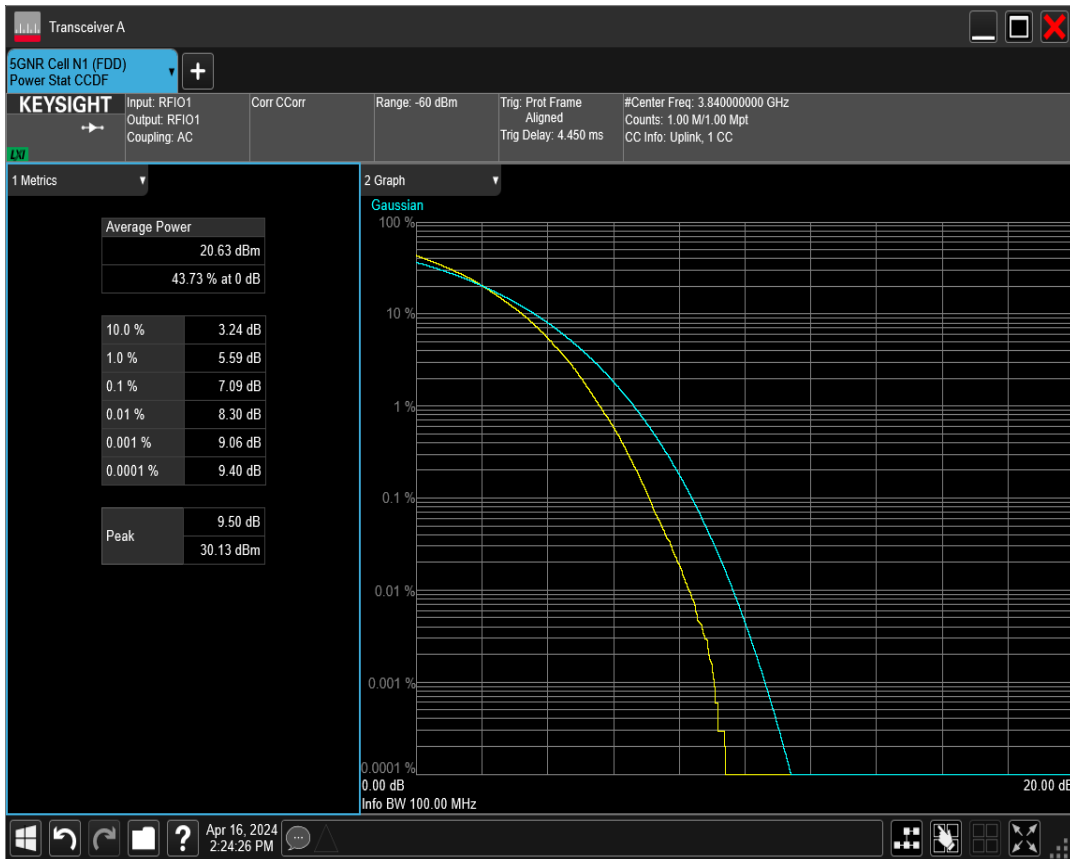 Transceiver A
5GNR Cell N1 (FDD)
Power Stat CCDF
+
KEYSIGHT
LXI
Input: RFIO1
Output: RFIO1
Coupling: AC
Corr CCorr
Range: -60 dBm
Trig: Prot Frame
Aligned
Trig Delay: 4.450 ms
#Center Freq: 3.840000000 GHz
Counts: 1.00 M/1.00 Mpt
CC Info: Uplink, 1 CC
1 Metrics
Average Power
20.63 dBm
43.73 % at 0 dB
10.0 % 3.24 dB
1.0 % 5.59 dB
0.1 % 7.09 dB
0.01 % 8.30 dB
0.001 % 9.06 dB
0.0001 % 9.40 dB
Peak
9.50 dB
30.13 dBm
2 Graph
Gaussian
100 %
10 %
1 %
0.1 %
0.01 %
0.001 %
0.0001 %
0.00 dB 20.00 dB
Info BW 100.00 MHz
?
Apr 16, 2024
2:24:26 PM